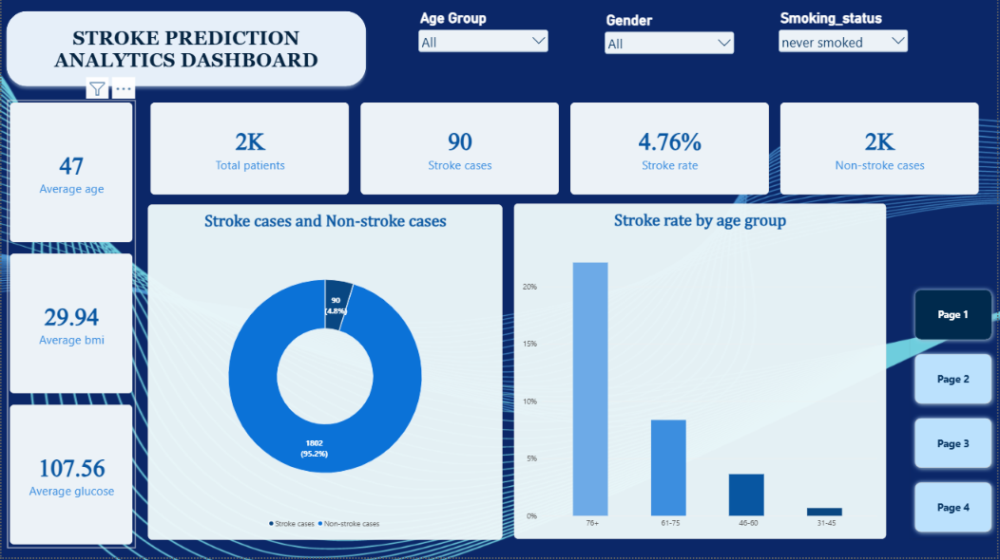 STROKE PREDICTION
ANALYTICS DASHBOARD
Age Group
All
Gender
All
Smoking_status
never smoked
47
Average age
29.94
Average bmi
107.56
Average glucose
2K
Total patients
90
Stroke cases
4.76%
Stroke rate
2K
Non-stroke cases
Stroke cases and Non-stroke cases
90
(4.8%)
1802
(95.2%)
Stroke cases
Non-stroke cases
Stroke rate by age group
20%
15%
10%
5%
0%
76+
61-75
46-60
31-45
Page 1
Page 2
Page 3
Page 4